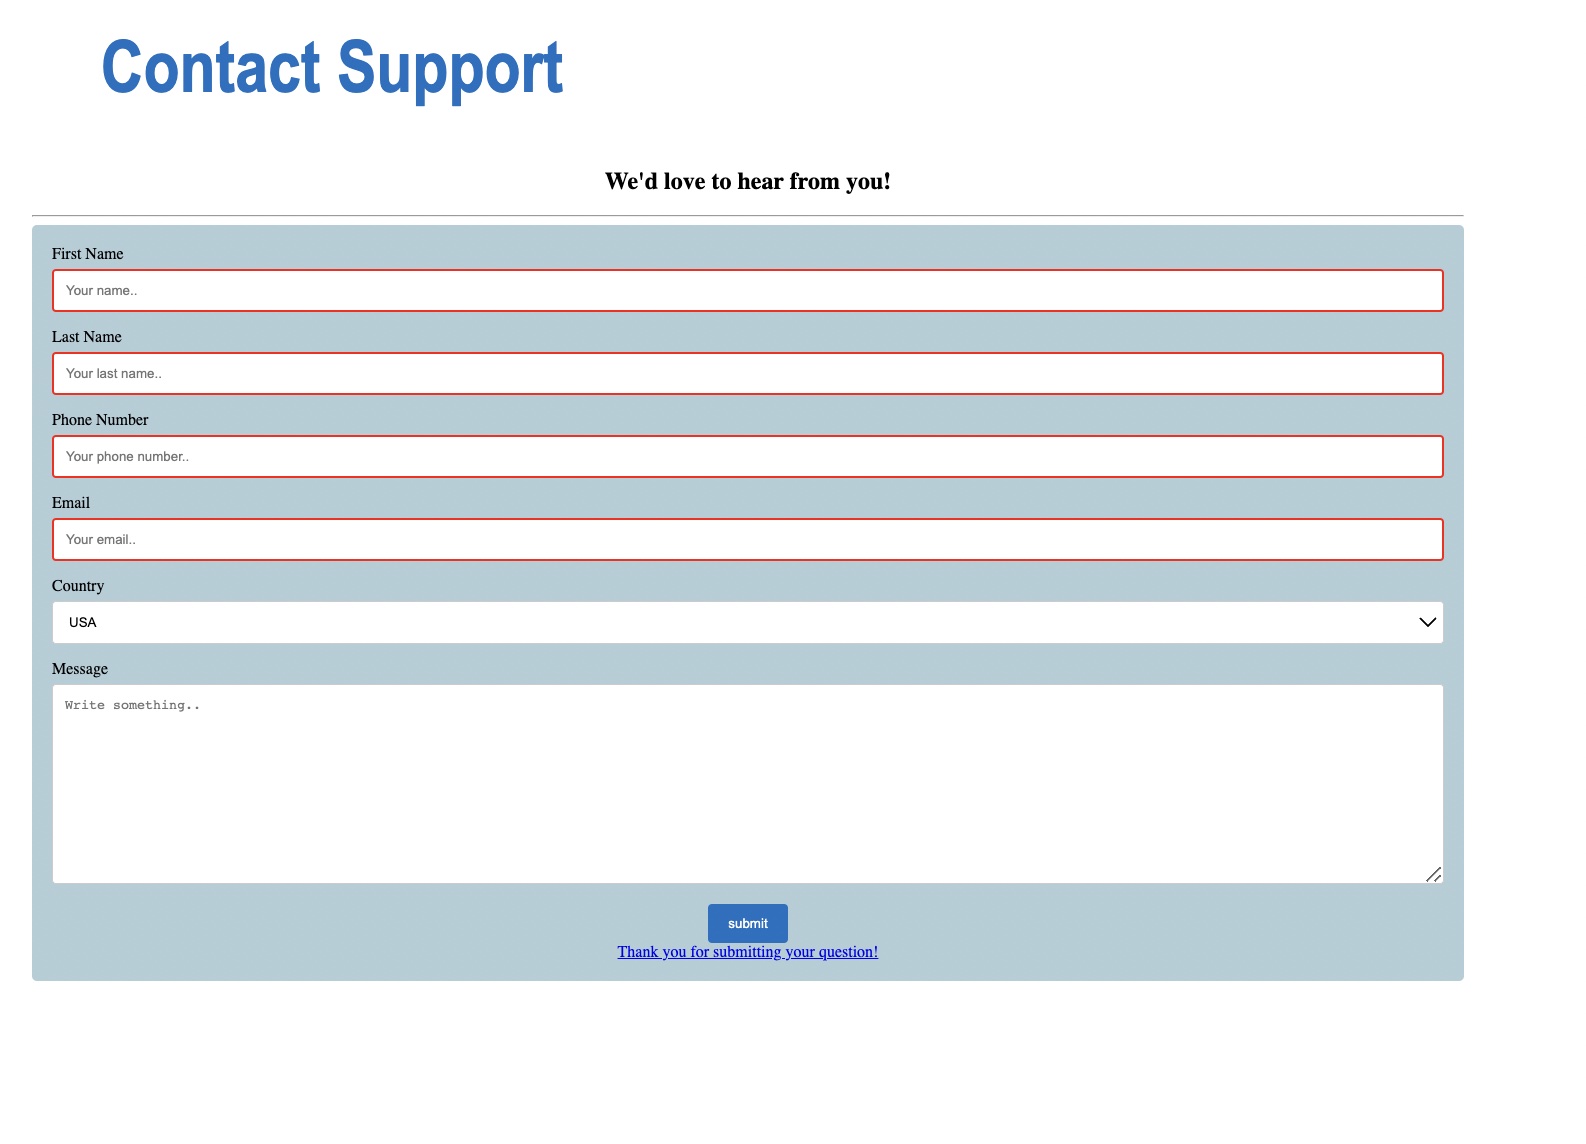 Contact Support
We'd love to hear from you!
First Name
Your name..
Last Name
Your last name..
Phone Number
Your phone number..
Email
Your email..
Country
USA
Message
Write something..
submit
Thank you for submitting your question!